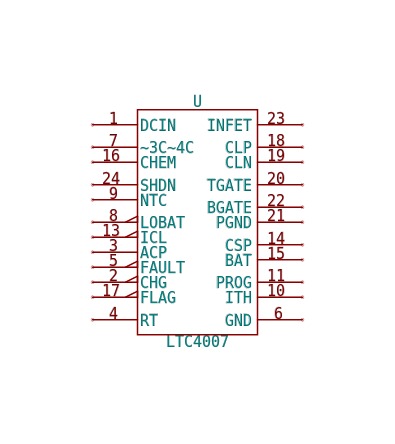 U
1 DCIN INFET 23
7 ~3C~4C CLP 18
16 CHEM CLN 19
24 SHDN TGATE 20
9 NTC BGATE 22
8 LOBAT PGND 21
13 ICL CSP 14
3 ACP BAT 15
5 FAULT
2 CHG PROG 11
17 FLAG ITH 10
4 RT GND 6
LTC4007